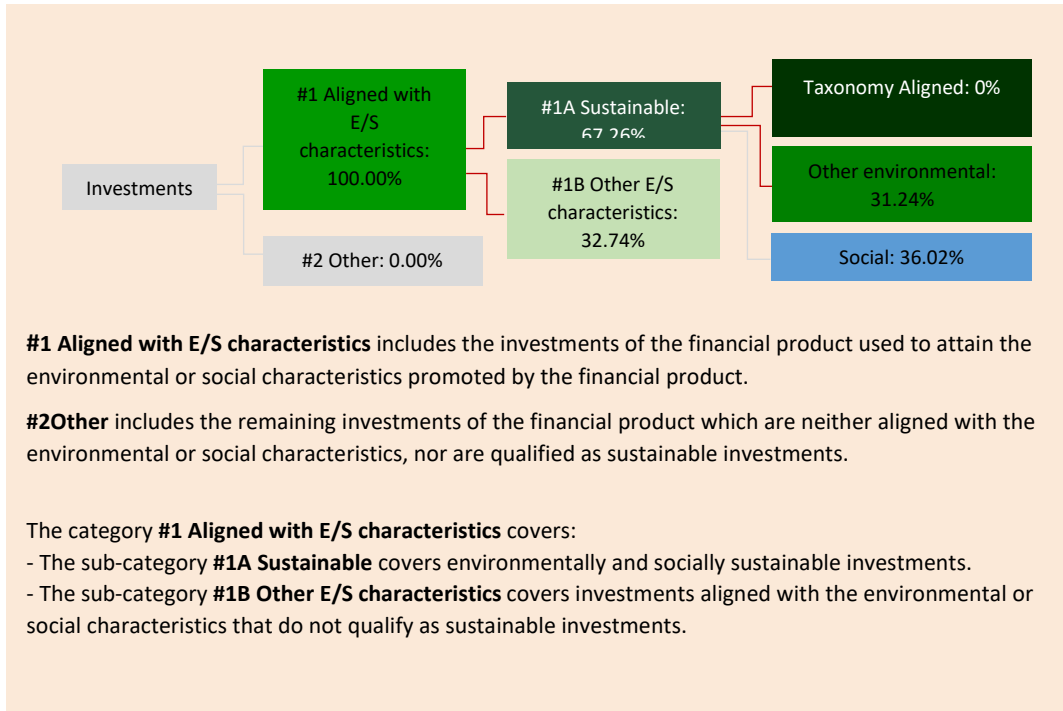 Investments
#1 Aligned with
E/S
characteristics:
100.00%
#2 Other: 0.00%
#1A Sustainable:
67.26%
#1B Other E/S
characteristics:
32.74%
Taxonomy Aligned: 0%
Other environmental:
31.24%
Social: 36.02%
#1 Aligned with E/S characteristics includes the investments of the financial product used to attain the
environmental or social characteristics promoted by the financial product.
#2Other includes the remaining investments of the financial product which are neither aligned with the
environmental or social characteristics, nor are qualified as sustainable investments.
The category #1 Aligned with E/S characteristics covers:
- The sub-category #1A Sustainable covers environmentally and socially sustainable investments.
- The sub-category #1B Other E/S characteristics covers investments aligned with the environmental or
social characteristics that do not qualify as sustainable investments.